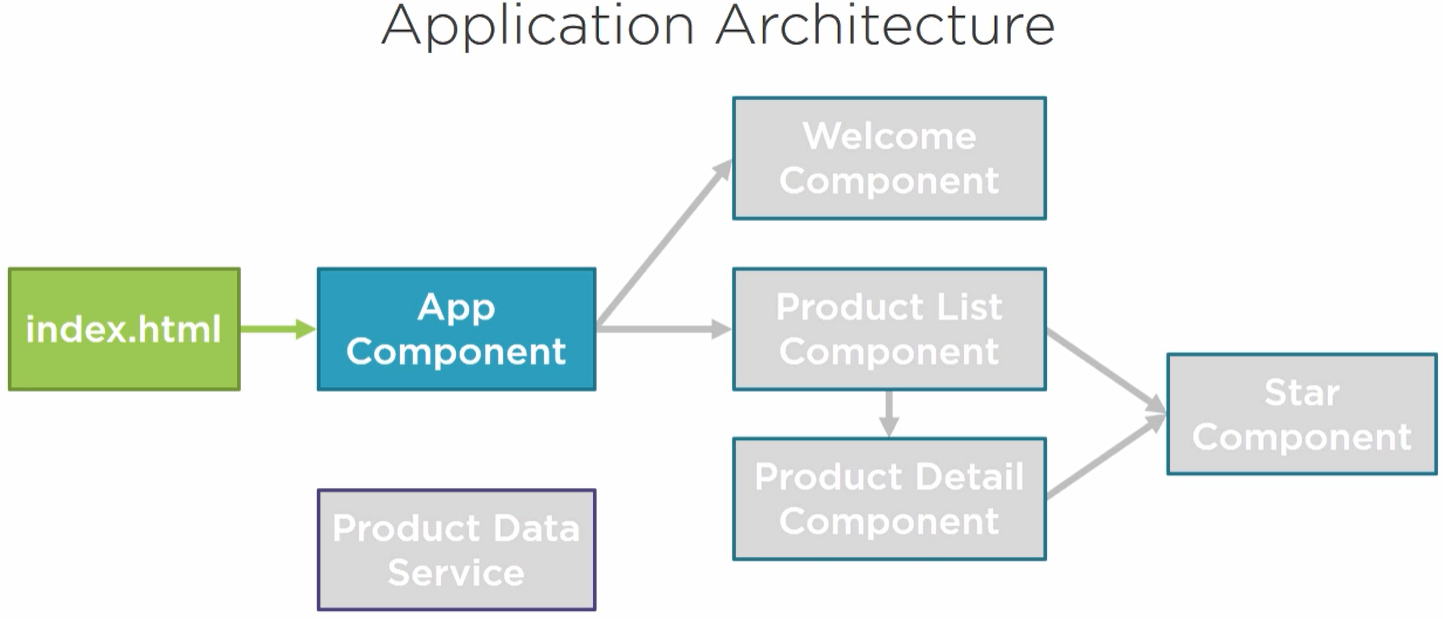 Application Architecture
Welcome
Component
index.html
App
Component
Product List
Component
Star
Component
Product Detail
Component
Product Data
Service